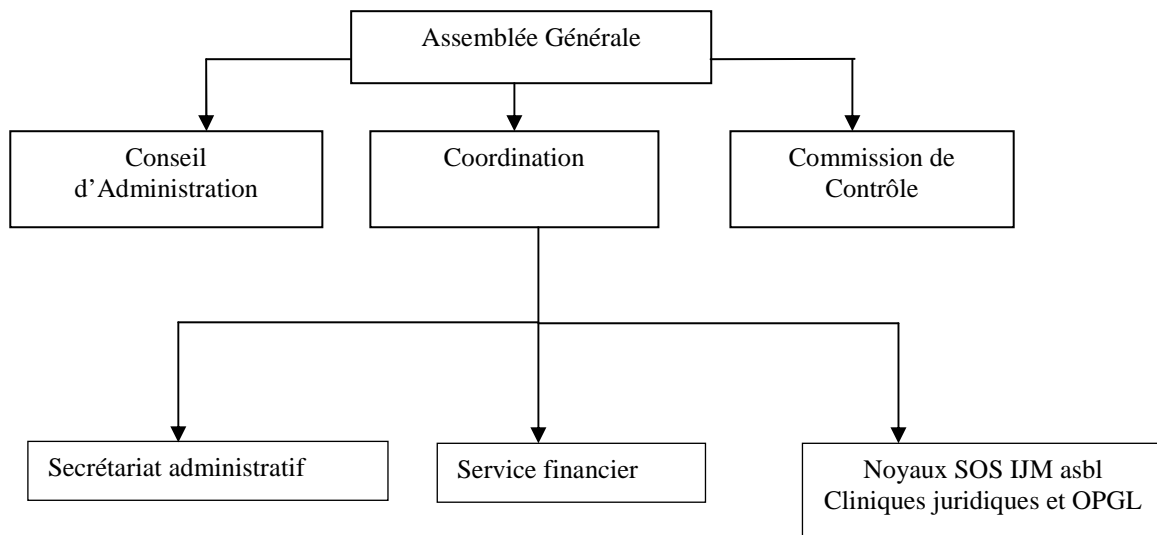 Assemblée Générale
Conseil
d’Administration
Coordination
Commission de
Contrôle
Secrétariat administratif
Service financier
Noyaux SOS IJM asbl
Cliniques juridiques et OPGL